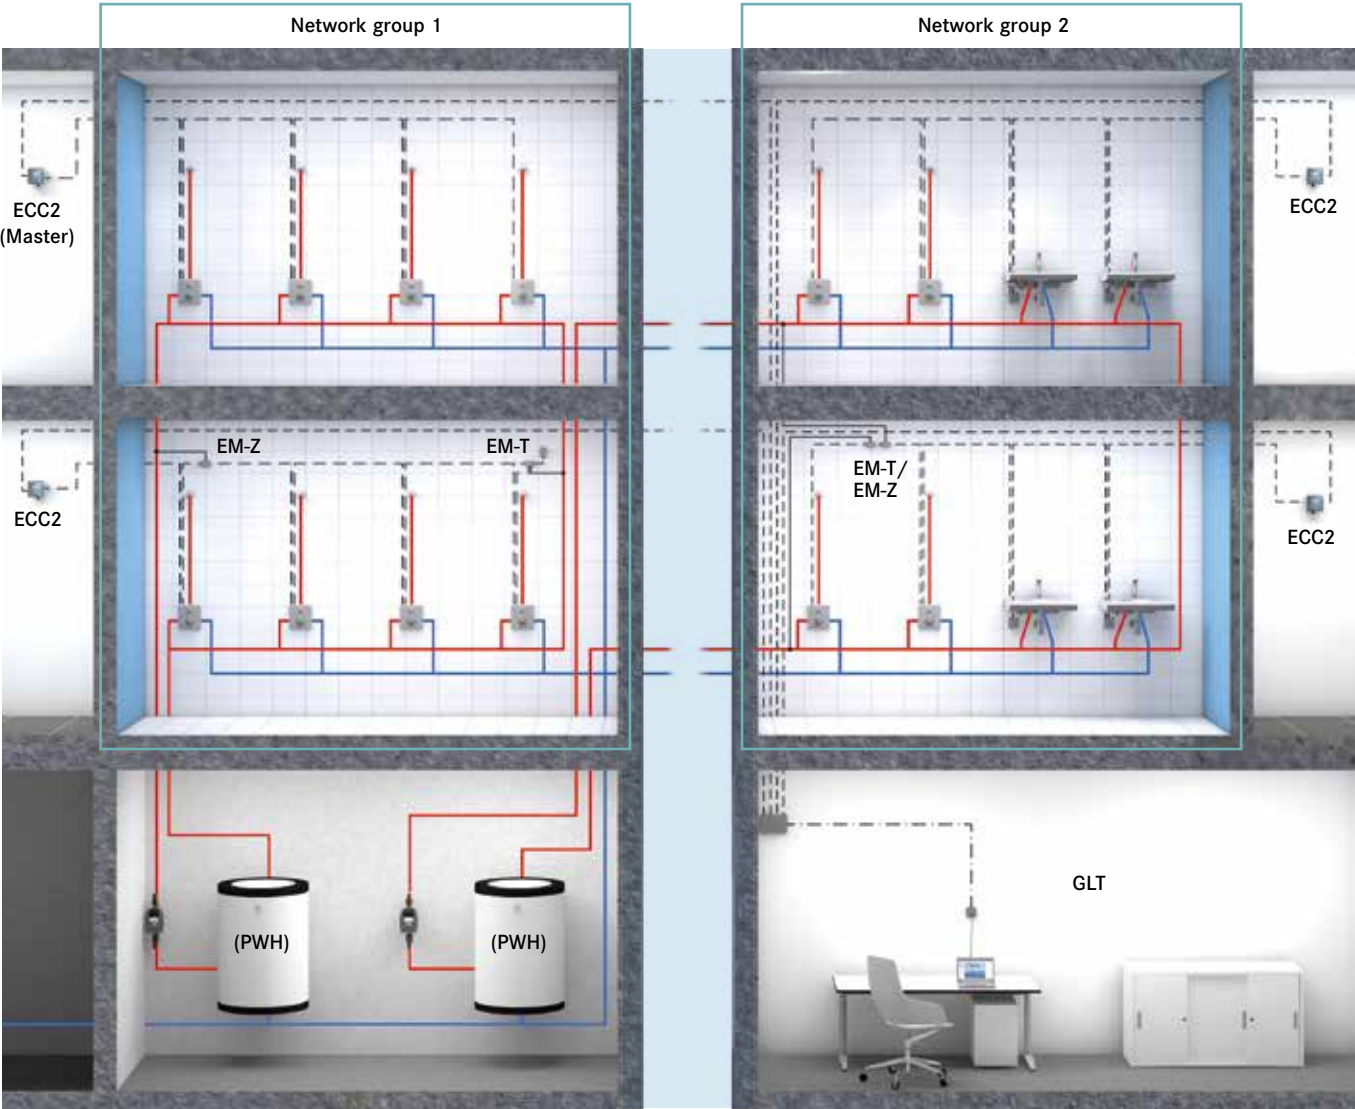 Network group 1
Network group 2
ECC2
(Master)
ECC2
EM-Z
EM-T
EM-T/
EM-Z
ECC2
ECC2
(PWH)
(PWH)
GLT